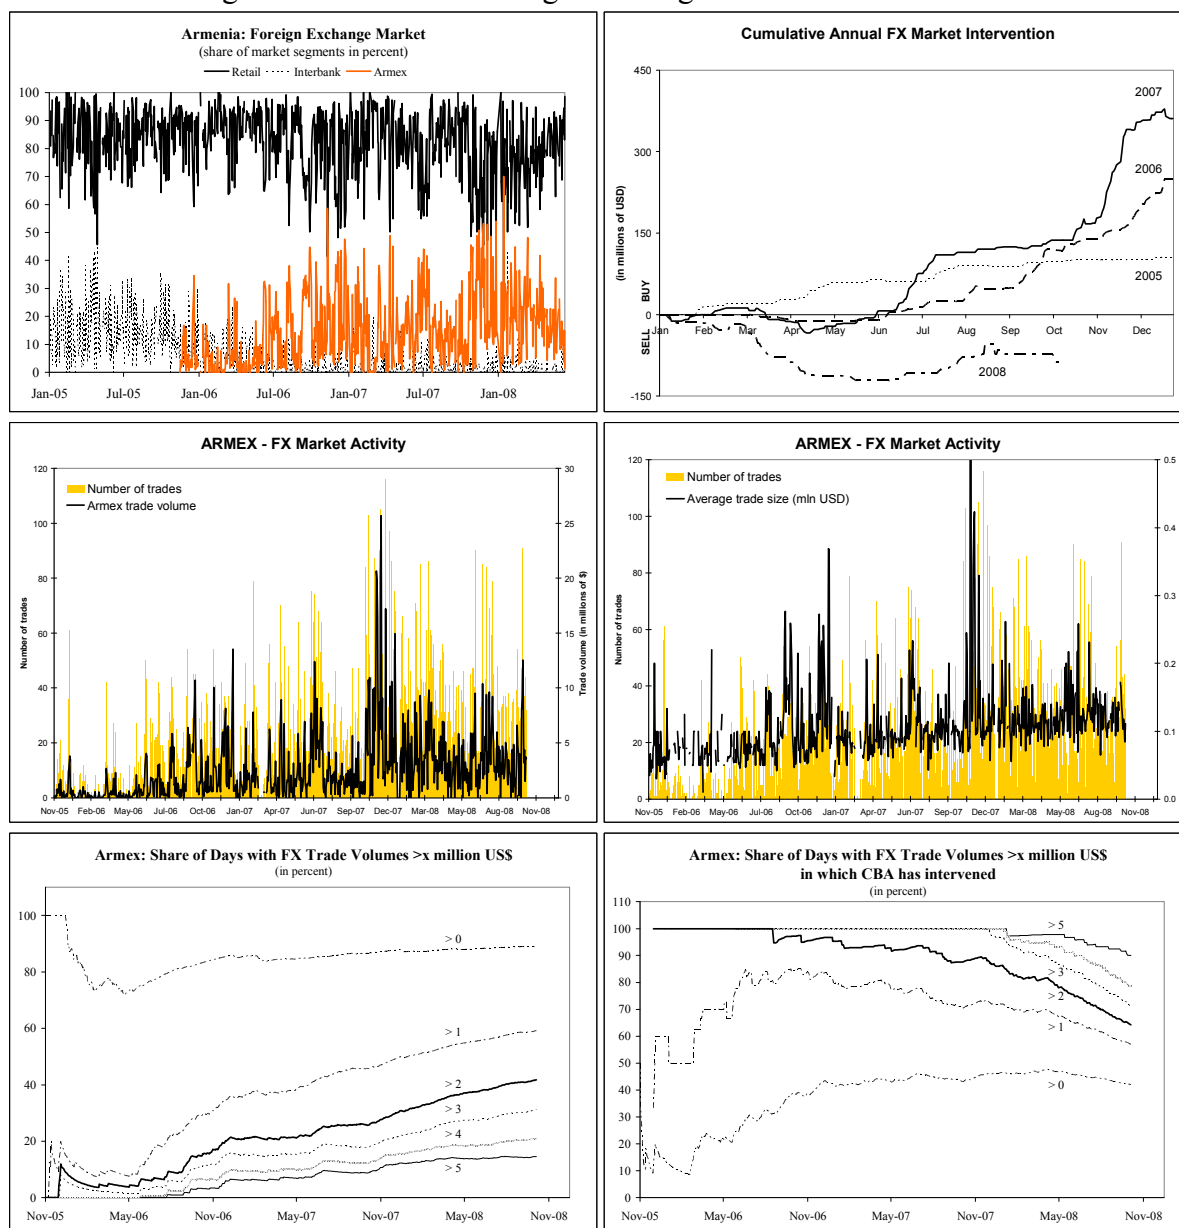 Armenia: Foreign Exchange Market
(share of market segments in percent)
Retail Interbank Armex
100
90
80
70
60
50
40
30
20
10
0
Jan-05 Jul-05 Jan-06 Jul-06 Jan-07 Jul-07 Jan-08
Cumulative Annual FX Market Intervention
450
350
150
-150
(in millions of USD)
SELL BUY
2007
2006
2005
2008
Jan Feb Mar Apr May Jun Jul Aug Sep Oct Nov Dec
ARMEX - FX Market Activity
Number of trades
Armex trade volume
Number of trades
Trade volume (in millions of $)
120
100
80
60
40
20
0
30
25
20
15
10
5
0
Nov-05 Feb-06 May-06 Jul-06 Oct-06 Jan-07 Apr-07 Jul-07 Sep-07 Dec-07 Mar-08 May-08 Aug-08 Nov-08
ARMEX - FX Market Activity
Number of trades
Average trade size (mln USD)
Number of trades
120
100
80
60
40
20
0
0.5
0.4
0.3
0.2
0.1
0.0
Nov-05 Feb-06 May-06 Jul-06 Oct-06 Jan-07 Apr-07 Jul-07 Sep-07 Dec-07 Mar-08 May-08 Aug-08 Nov-08
Armex: Share of Days with FX Trade Volumes >x million US$
(in percent)
100
80
60
40
20
0
> 0
> 1
> 2
> 3
> 4
> 5
Nov-05 May-06 Nov-06 May-07 Nov-07 May-08 Nov-08
Armex: Share of Days with FX Trade Volumes >x million US$
in which CBA has intervened
(in percent)
110
100
90
80
70
60
50
40
30
20
10
0
> 5
> 3
> 2
> 1
> 0
Nov-05 May-06 Nov-06 May-07 Nov-07 May-08 Nov-08